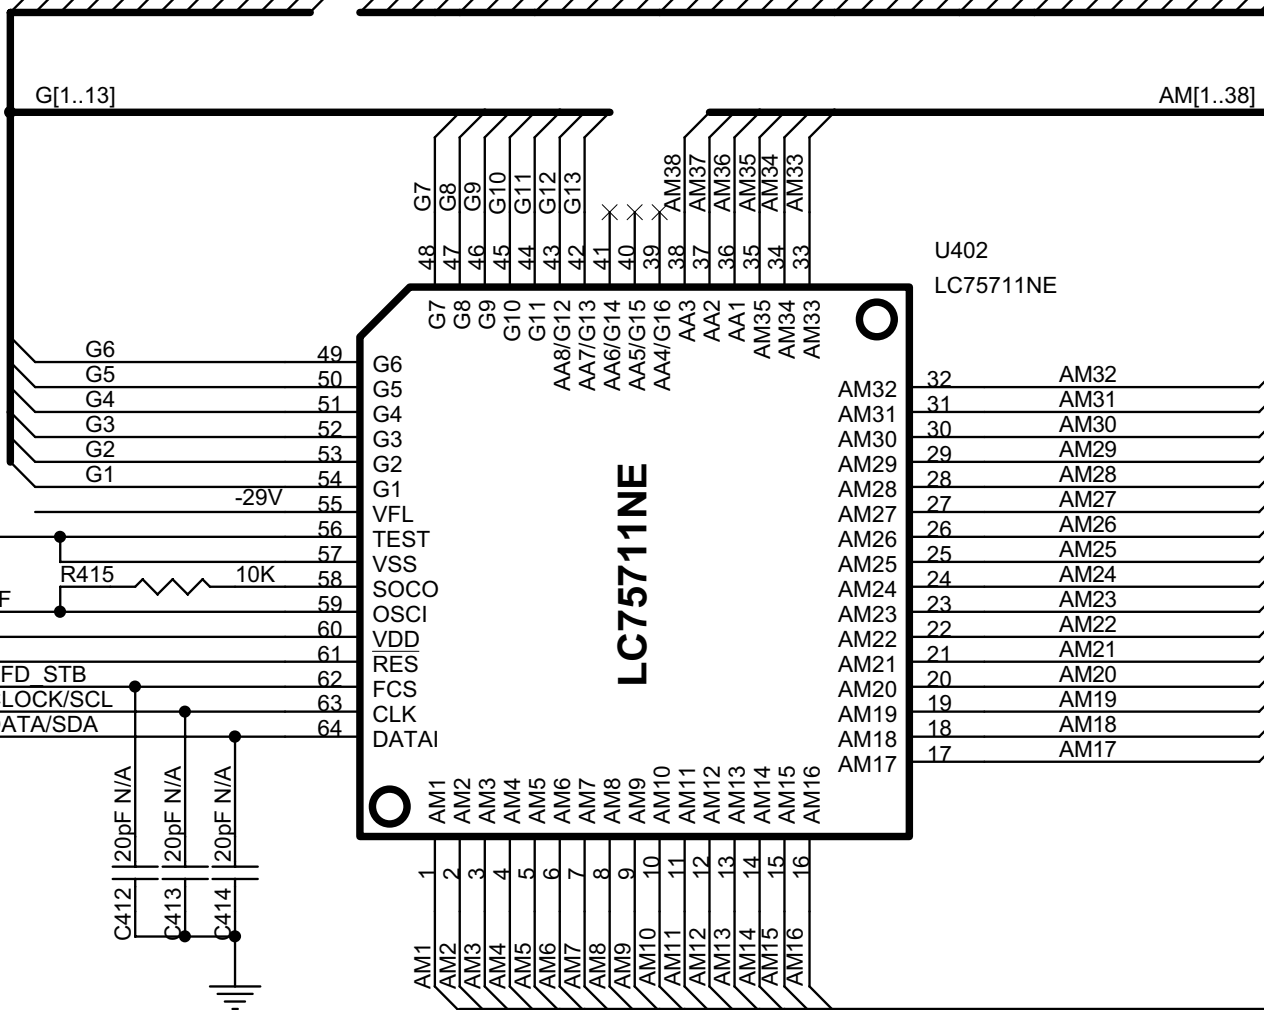 G[1..13]
AM[1..38]
G7
G8
G9
G10
G11
G12
G13
AM38
AM37
AM36
AM35
AM34
AM33
48
47
46
45
44
43
42
41
40
39
38
37
36
35
34
33
U402
LC75711NE
G7
G8
G9
G10
G11
AA8/G12
AA7/G13
AA6/G14
AA5/G15
AA4/G16
AA3
AA2
AA1
AM35
AM34
AM33
G6 49 G6
G5 50 G5
G4 51 G4
G3 52 G3
G2 53 G2
G1 54 G1
-29V 55 VFL
56 TEST
57 VSS
R415 10K 58 SOCO
F 59 OSCI
60 VDD
61 RES
FD_STB 62 FCS
LOCK/SCL 63 CLK
ATA/SDA 64 DATAI
LC75711NE
AM32 32 AM32
AM31 31 AM31
AM30 30 AM30
AM29 29 AM29
AM28 28 AM28
AM27 27 AM27
AM26 26 AM26
AM25 25 AM25
AM24 24 AM24
AM23 23 AM23
AM22 22 AM22
AM21 21 AM21
AM20 20 AM20
AM19 19 AM19
AM18 18 AM18
AM17 17 AM17
C412 20pF N/A
C413 20pF N/A
C414 20pF N/A
AM1
AM2
AM3
AM4
AM5
AM6
AM7
AM8
AM9
AM10
AM11
AM12
AM13
AM14
AM15
AM16
1
2
3
4
5
6
7
8
9
10
11
12
13
14
15
16
AM1
AM2
AM3
AM4
AM5
AM6
AM7
AM8
AM9
AM10
AM11
AM12
AM13
AM14
AM15
AM16